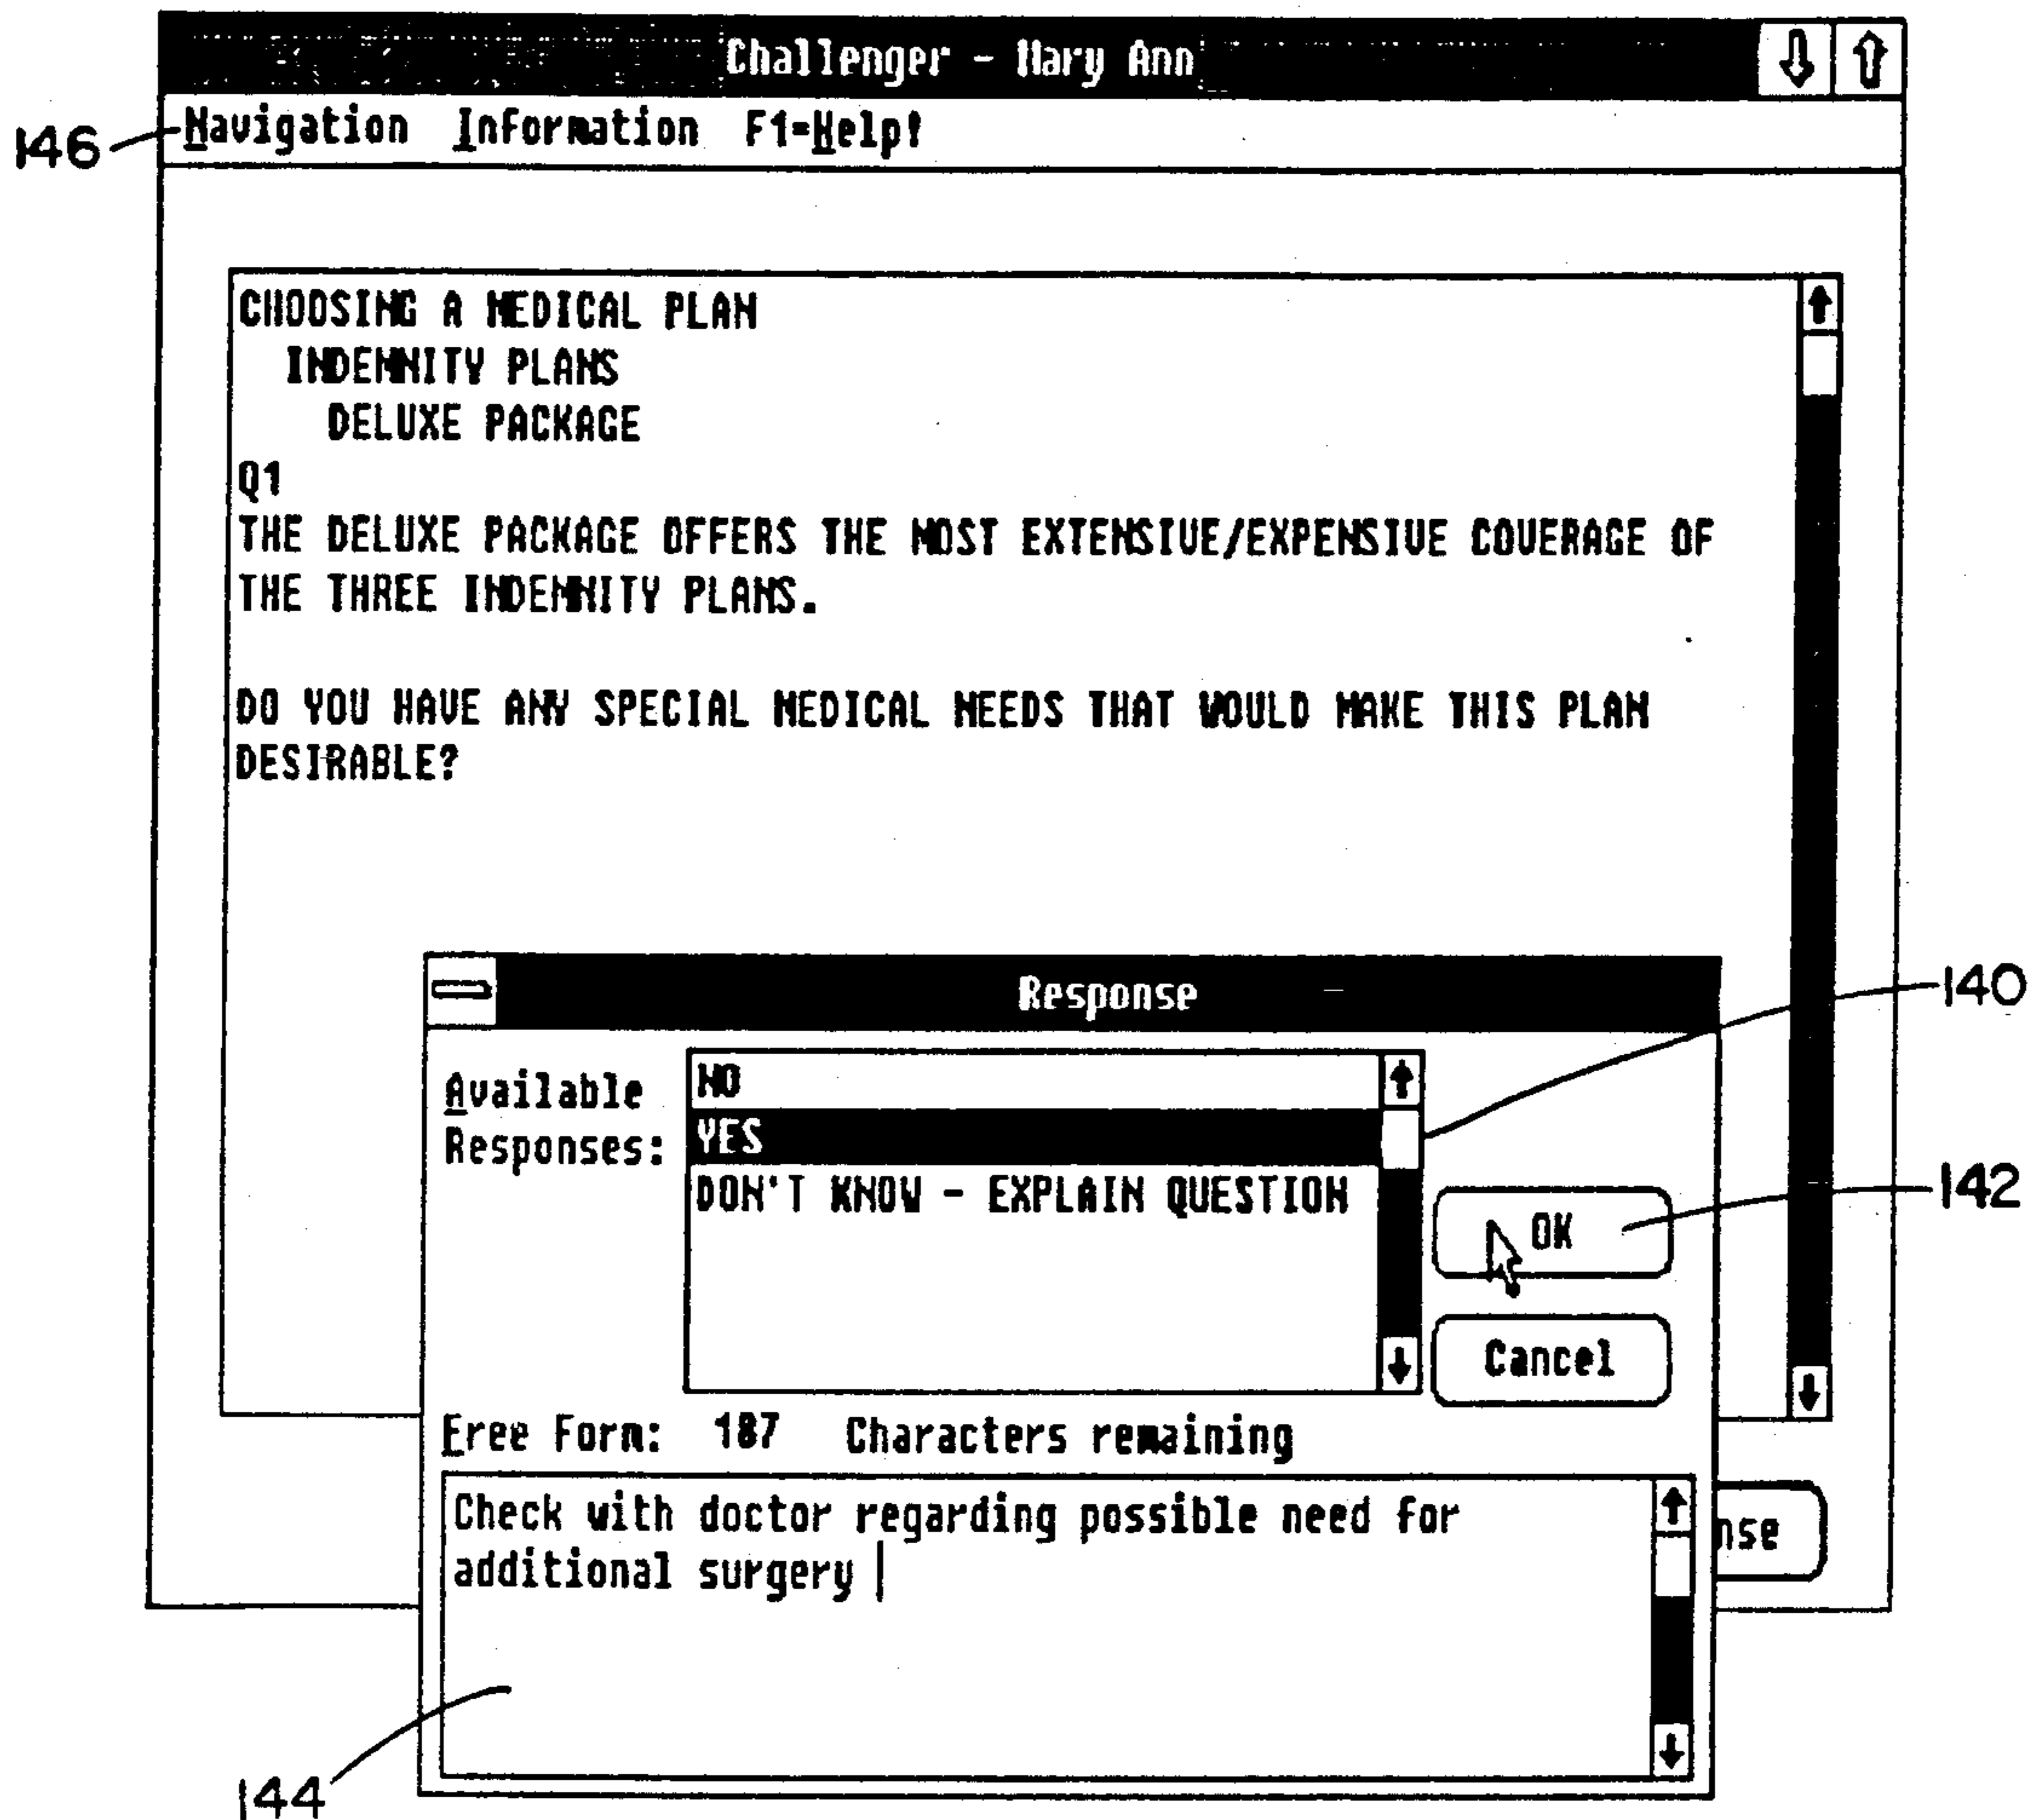 Challenger - Mary Ann
146
Navigation Information F1=Help!
CHOOSING A MEDICAL PLAN
INDEMNITY PLANS
DELUXE PACKAGE
Q1
THE DELUXE PACKAGE OFFERS THE MOST EXTENSIVE/EXPENSIVE COVERAGE OF
THE THREE INDEMNITY PLANS.
DO YOU HAVE ANY SPECIAL MEDICAL NEEDS THAT WOULD MAKE THIS PLAN
DESIRABLE?
Response
140
Available
Responses:
NO
YES
DON'T KNOW - EXPLAIN QUESTION
142
OK
Cancel
Free Form: 187 Characters remaining
Check with doctor regarding possible need for
additional surgery
nse
144